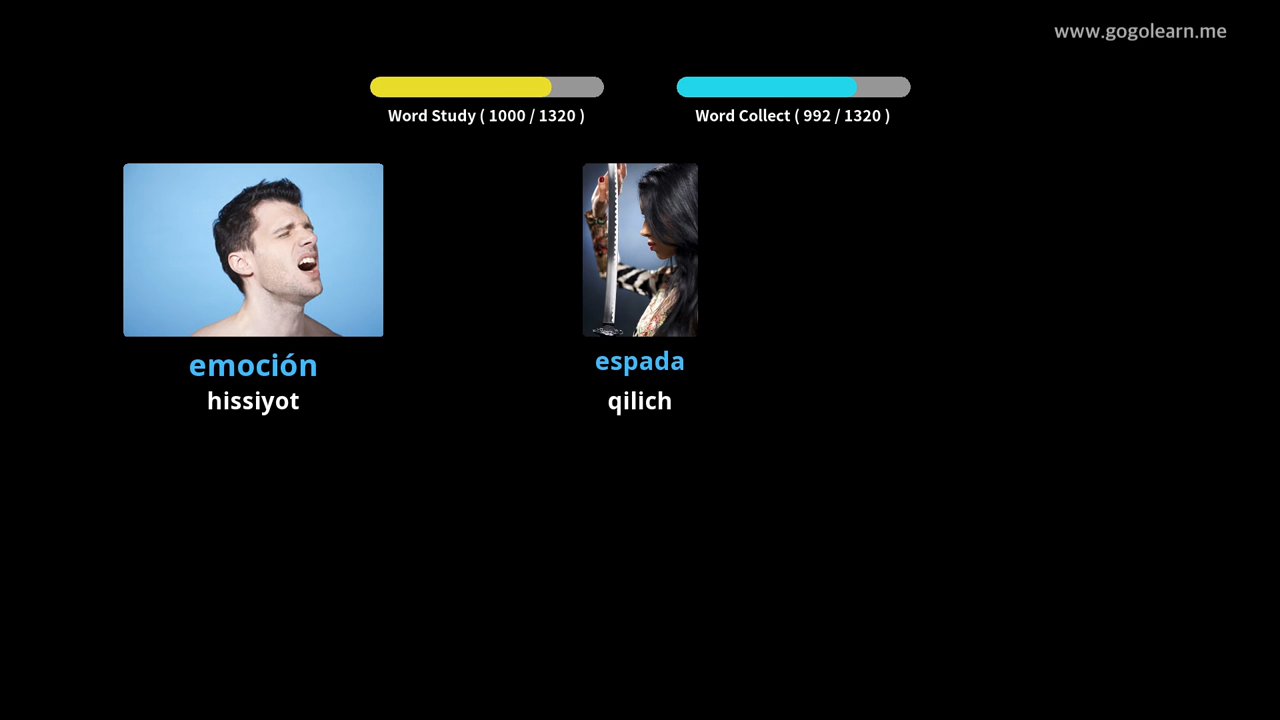 www.gogolearn.me
Word Study ( 1000 / 1320 )
Word Collect ( 992 / 1320 )
emoción
hissiyot
espada
qilich